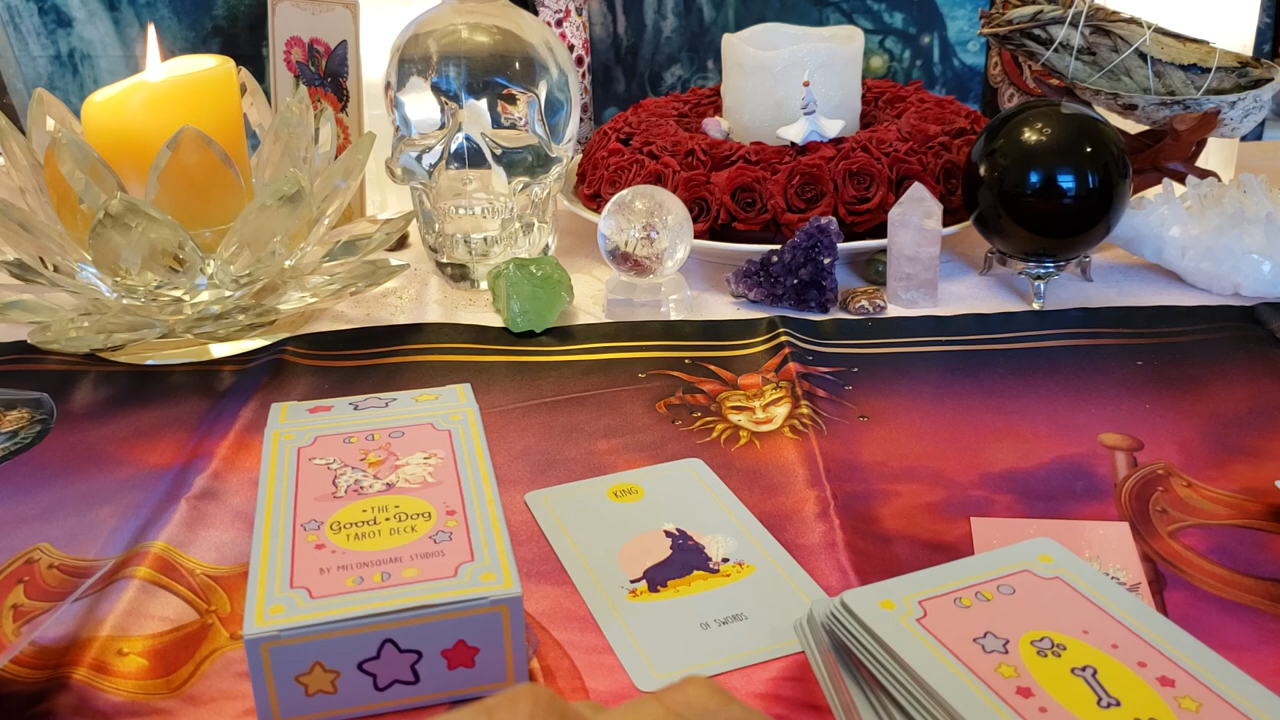 • THE •
Good • Dog
TAROT DECK
BY MELONSQUARE STUDIOS
KING
OF SWORDS